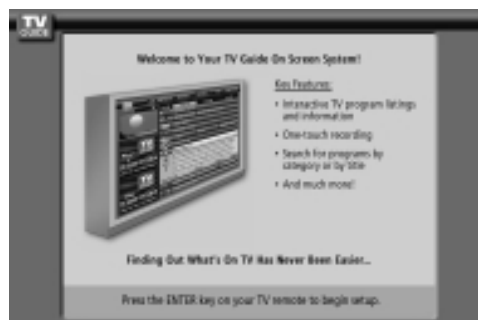 TV
GUIDE
Welcome to Your TV Guide On Screen System!
Key Features:
• Interactive TV program listings
and information
• One-touch recording
• Search for programs by
category or by title
• And much more!
Finding Out What's On TV Has Never Been Easier...
Press the ENTER key on your TV remote to begin setup.